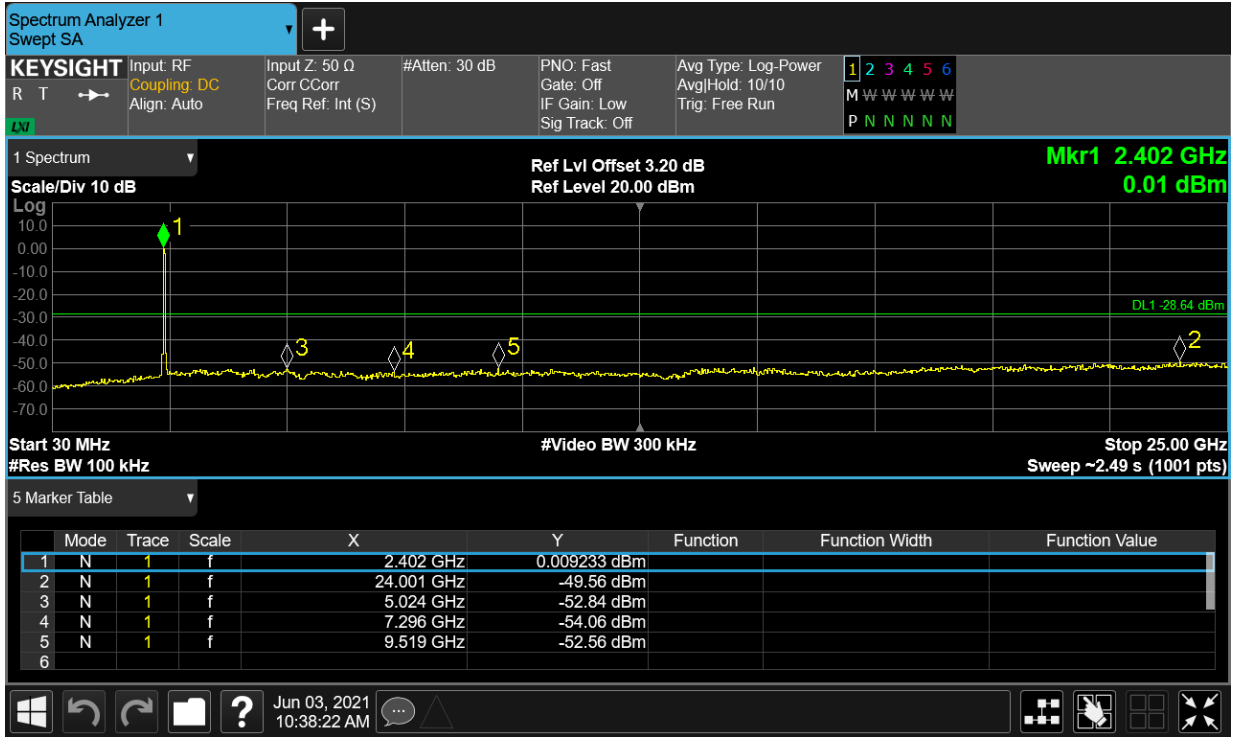 Spectrum Analyzer 1
Swept SA
KEYSIGHT
R T
LXI
Input: RF
Coupling: DC
Align: Auto
Input Z: 50 Ω
Corr CCorr
Freq Ref: Int (S)
#Atten: 30 dB
PNO: Fast
Gate: Off
IF Gain: Low
Sig Track: Off
Avg Type: Log-Power
Avg|Hold: 10/10
Trig: Free Run
1 2 3 4 5 6
M W W W W W
P N N N N N
1 Spectrum
Scale/Div 10 dB
Ref Lvl Offset 3.20 dB
Ref Level 20.00 dBm
Mkr1 2.402 GHz
0.01 dBm
Log
10.0
0.00
-10.0
-20.0
-30.0
-40.0
-50.0
-60.0
-70.0
1
3
4
5
2
DL1 -28.64 dBm
Start 30 MHz
#Video BW 300 kHz
Stop 25.00 GHz
#Res BW 100 kHz
Sweep ~2.49 s (1001 pts)
5 Marker Table
Mode Trace Scale X Y Function Function Width Function Value
1 N 1 f 2.402 GHz 0.009233 dBm
2 N 1 f 24.001 GHz -49.56 dBm
3 N 1 f 5.024 GHz -52.84 dBm
4 N 1 f 7.296 GHz -54.06 dBm
5 N 1 f 9.519 GHz -52.56 dBm
6
?
Jun 03, 2021
10:38:22 AM